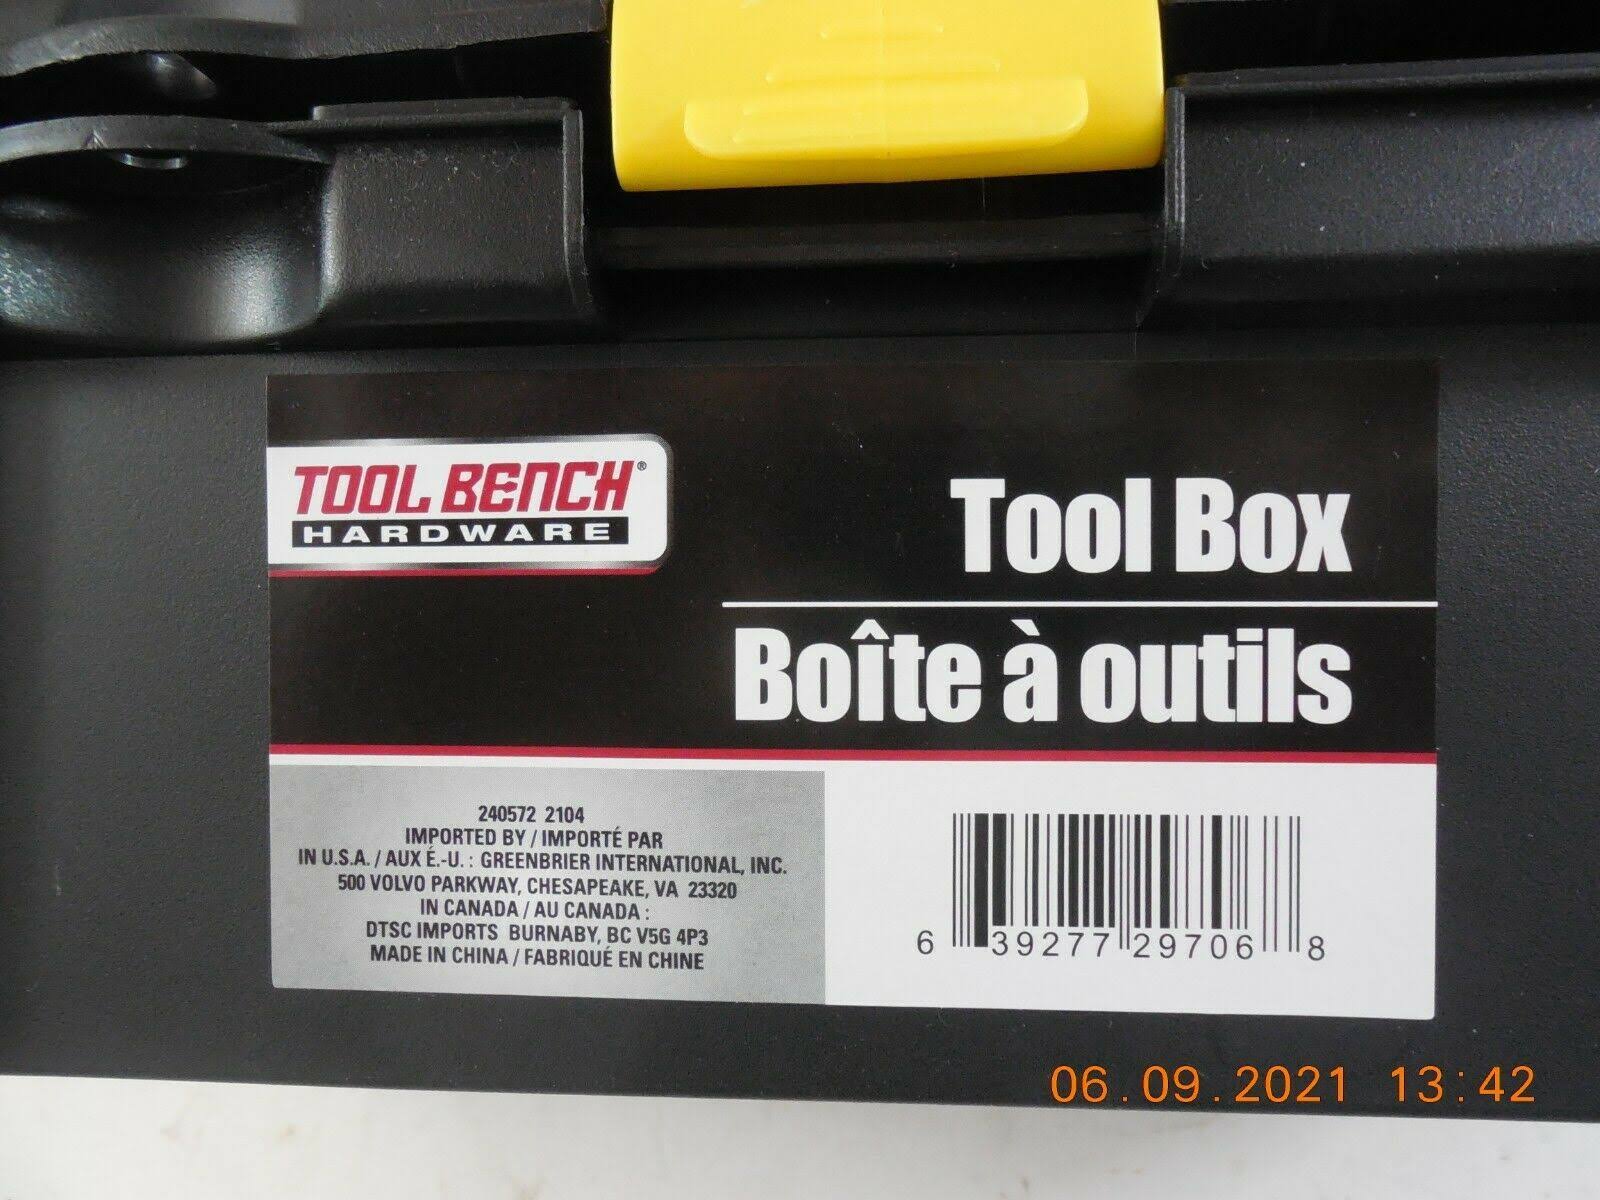 TOOL BENCH®
HARDWARE
Tool Box
Boîte à outils
240572 2104
IMPORTED BY / IMPORTÉ PAR
IN U.S.A. / AUX É.-U. : GREENBRIER INTERNATIONAL, INC.
500 VOLVO PARKWAY, CHESAPEAKE, VA 23320
IN CANADA / AU CANADA :
DTSC IMPORTS BURNABY, BC V5G 4P3
MADE IN CHINA / FABRIQUÉ EN CHINE
6 39277 29706 8
06.09.2021 13:42